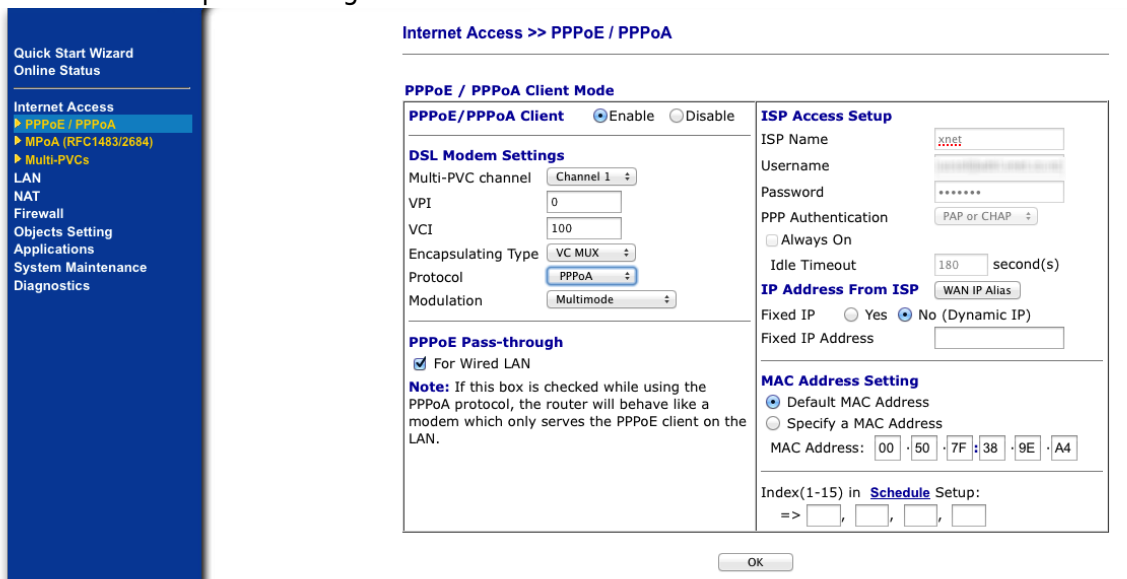 Internet Access >> PPPoE / PPPoA
Quick Start Wizard
Online Status
Internet Access
PPPoE / PPPoA
MPoA (RFC1483/2684)
Multi-PVCs
LAN
NAT
Firewall
Objects Setting
Applications
System Maintenance
Diagnostics
PPPoE / PPPoA Client Mode
PPPoE/PPPoA Client Enable Disable
DSL Modem Settings
Multi-PVC channel Channel 1
VPI 0
VCI 100
Encapsulating Type VC MUX
Protocol PPPoA
Modulation Multimode
PPPoE Pass-through
For Wired LAN
Note: If this box is checked while using the
PPPoA protocol, the router will behave like a
modem which only serves the PPPoE client on the
LAN.
ISP Access Setup
ISP Name xnet
Username
Password •••••••
PPP Authentication PAP or CHAP
Always On
Idle Timeout 180 second(s)
IP Address From ISP WAN IP Alias
Fixed IP Yes No (Dynamic IP)
Fixed IP Address
MAC Address Setting
Default MAC Address
Specify a MAC Address
MAC Address: 00 · 50 · 7F : 38 · 9E · A4
Index(1-15) in Schedule Setup:
=> , , ,
OK